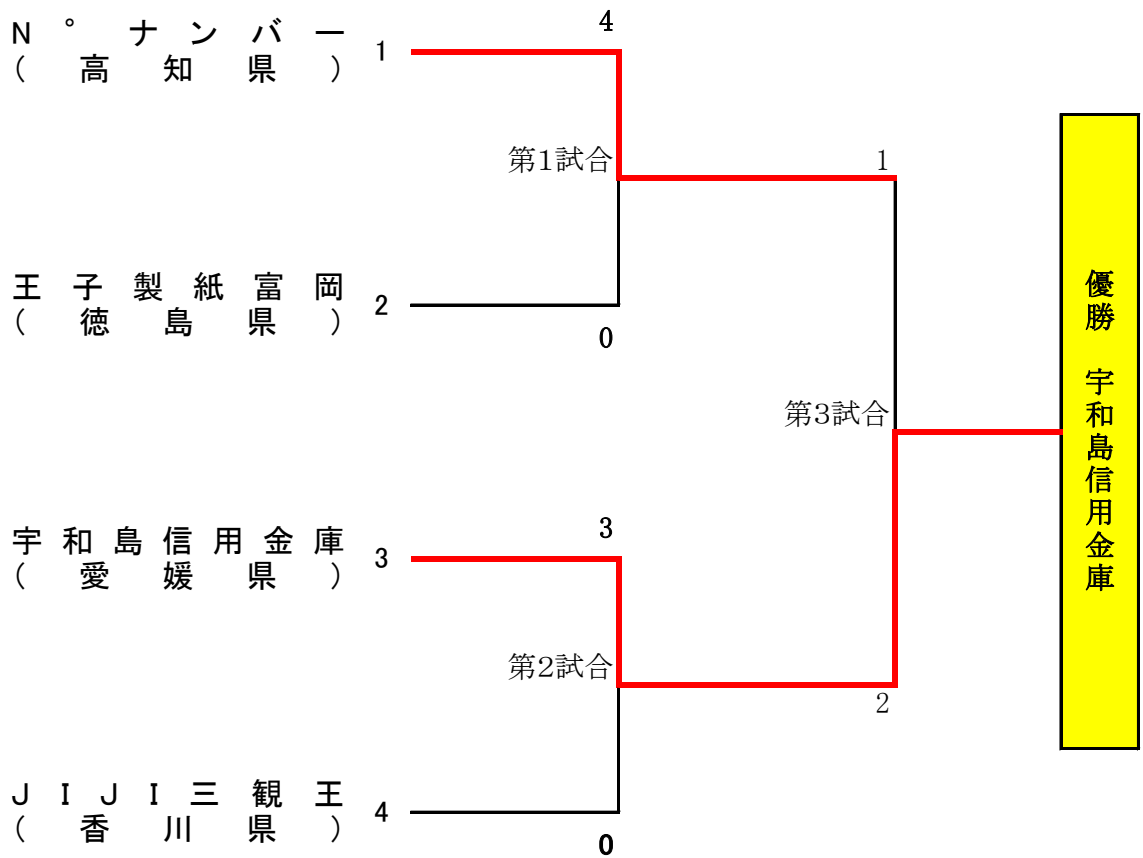 N゜ナンバー
(高知県)
1
4
第1試合
1
王子製紙富岡
(徳島県)
2
0
優勝 宇和島信用金庫
第3試合
宇和島信用金庫
(愛媛県)
3
3
第2試合
2
JIJI三観王
(香川県)
4
0